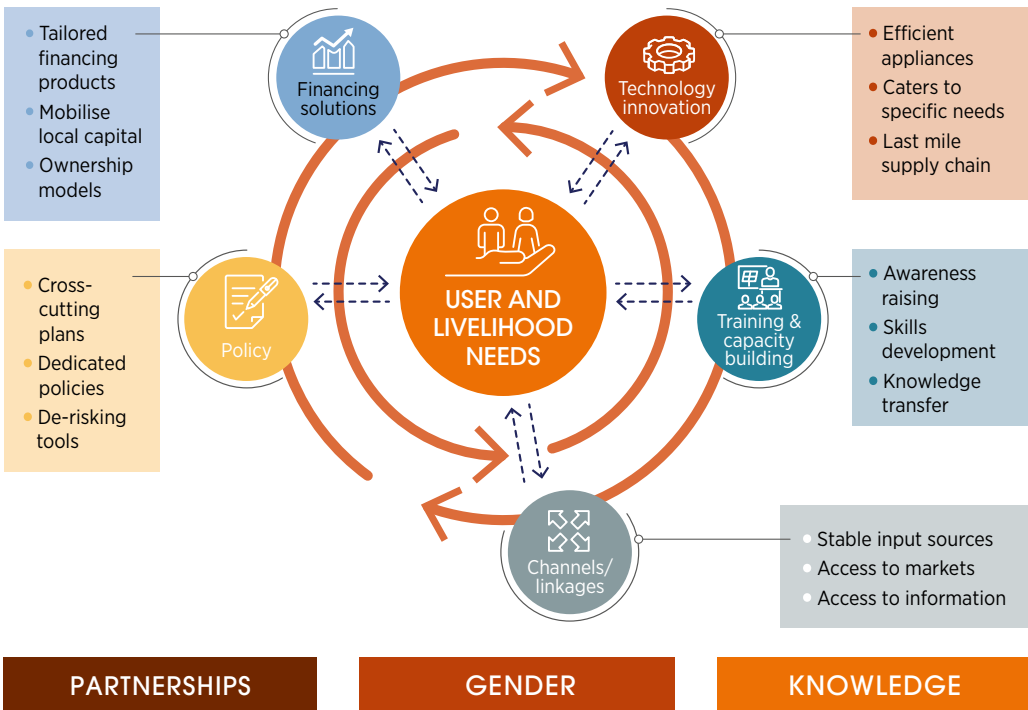 • Tailored
financing
products
• Mobilise
local capital
• Ownership
models
Financing
solutions
Technology
innovation
• Efficient
appliances
• Caters to
specific needs
• Last mile
supply chain
• Cross-
cutting
plans
• Dedicated
policies
• De-risking
tools
Policy
USER AND
LIVELIHOOD
NEEDS
Training &
capacity
building
• Awareness
raising
• Skills
development
• Knowledge
transfer
Channels/
linkages
• Stable input sources
• Access to markets
• Access to information
PARTNERSHIPS
GENDER
KNOWLEDGE